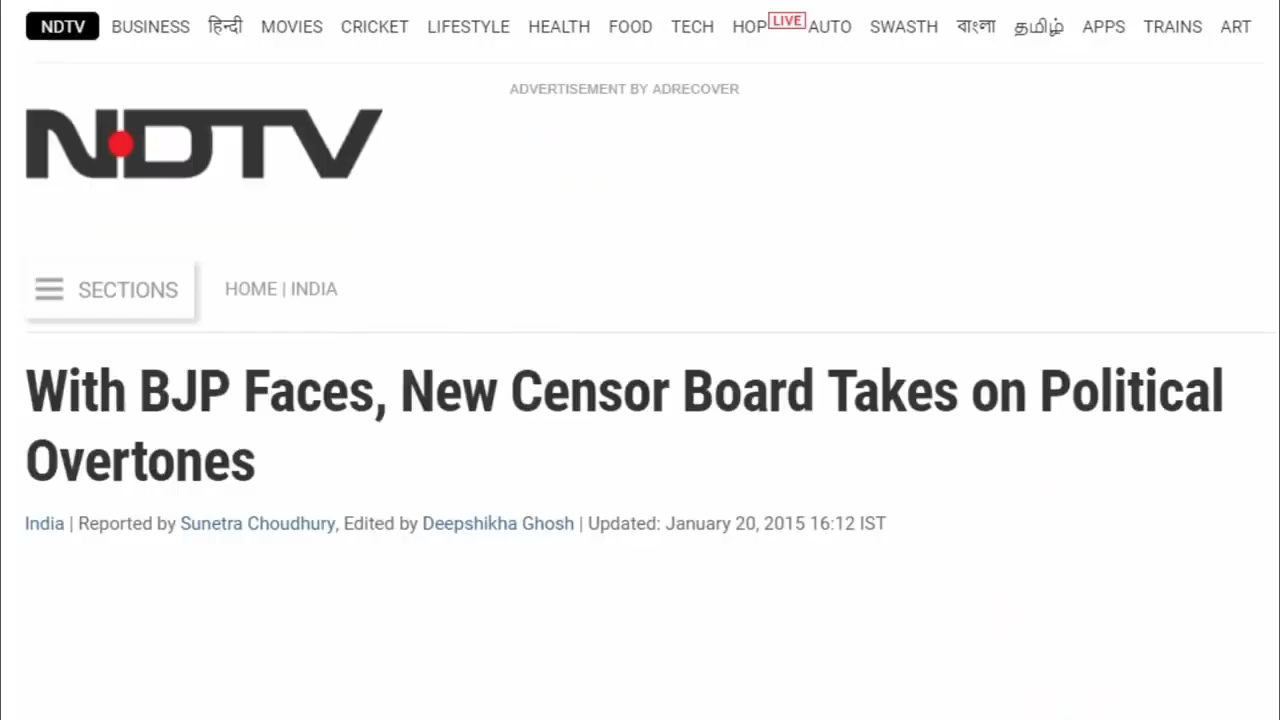 NDTV BUSINESS हिन्दी MOVIES CRICKET LIFESTYLE HEALTH FOOD TECH HOP LIVE AUTO SWASTH বাংলা தமிழ் APPS TRAINS ART
ADVERTISEMENT BY ADRECOVER
NDTV
SECTIONS HOME | INDIA
With BJP Faces, New Censor Board Takes on Political
Overtones
India | Reported by Sunetra Choudhury, Edited by Deepshikha Ghosh | Updated: January 20, 2015 16:12 IST